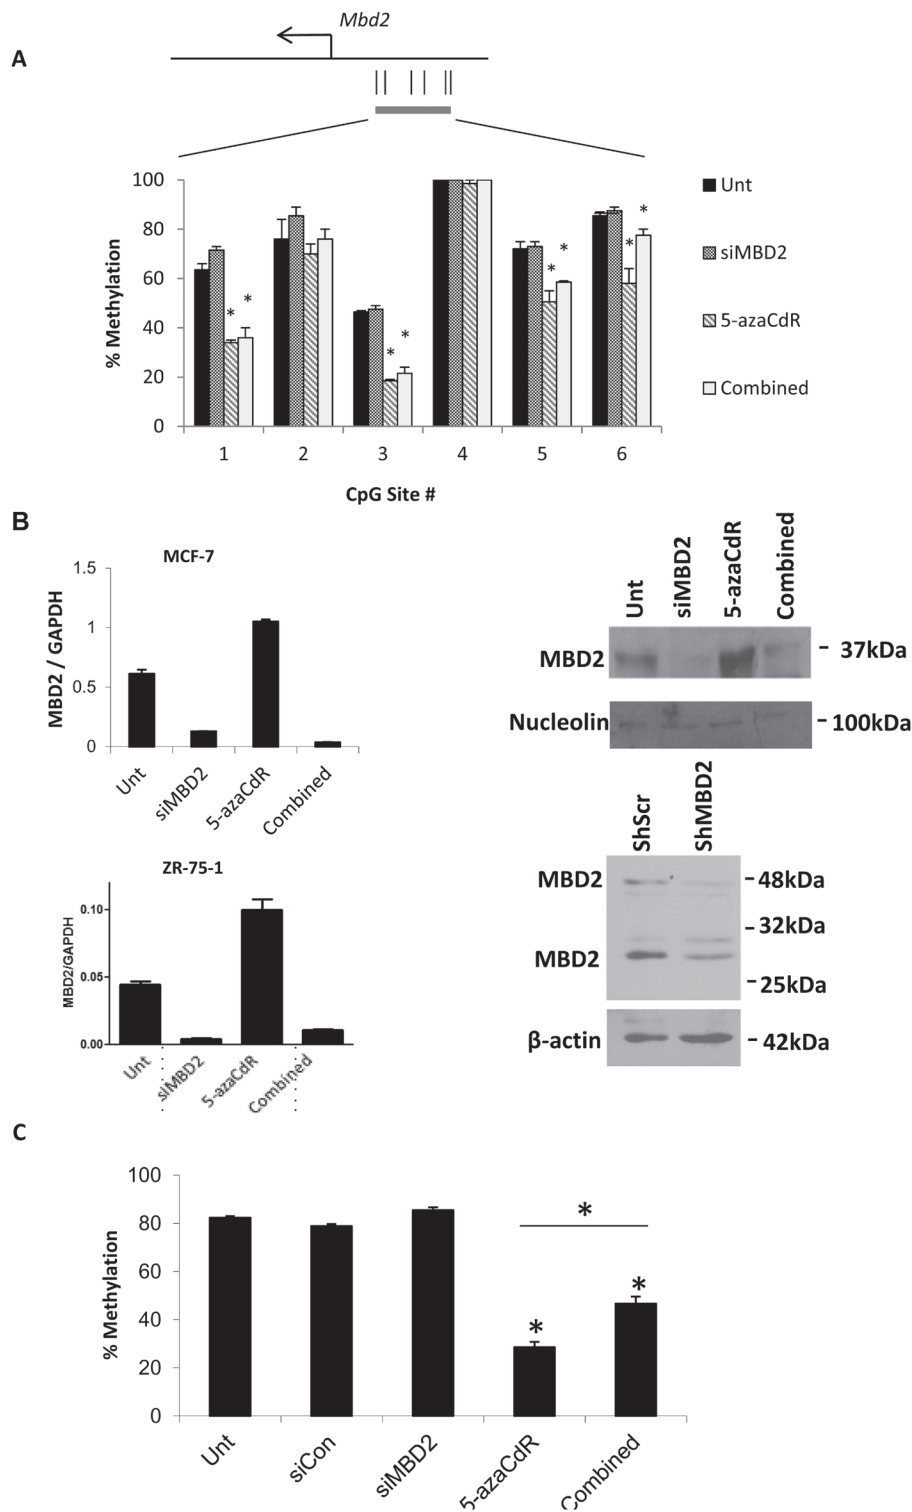 A
Mbd2
% Methylation
100
80
60
40
20
0
* * * * * * * *
1 2 3 4 5 6
CpG Site #
Unt
siMBD2
5-azaCdR
Combined
B
MCF-7
MBD2 / GAPDH
1.5
1
0.5
0
Unt siMBD2 5-azaCdR Combined
Unt siMBD2 5-azaCdR Combined
MBD2 37kDa
Nucleolin 100kDa
ZR-75-1
MBD2/GAPDH
0.10
0.05
0.00
Unt siMBD2 5-azaCdR Combined
ShScr ShMBD2
MBD2 48kDa
32kDa
MBD2
25kDa
β-actin 42kDa
C
% Methylation
100
80
60
40
20
0
*
* *
Unt siCon siMBD2 5-azaCdR Combined